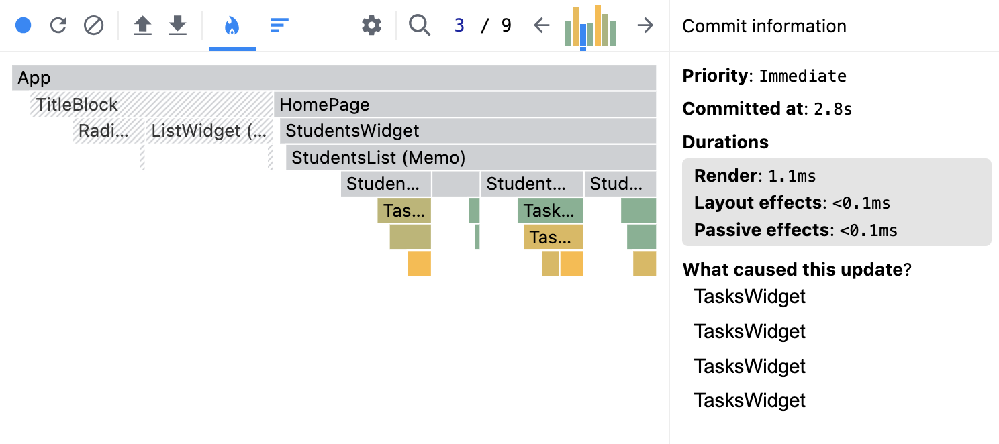 3 / 9
Commit information
App
TitleBlock
HomePage
Radi...
ListWidget (...
StudentsWidget
StudentsList (Memo)
Studen...
Student...
Stud...
Tas...
Task...
Tas...
Priority: Immediate
Committed at: 2.8s
Durations
Render: 1.1ms
Layout effects: <0.1ms
Passive effects: <0.1ms
What caused this update?
TasksWidget
TasksWidget
TasksWidget
TasksWidget